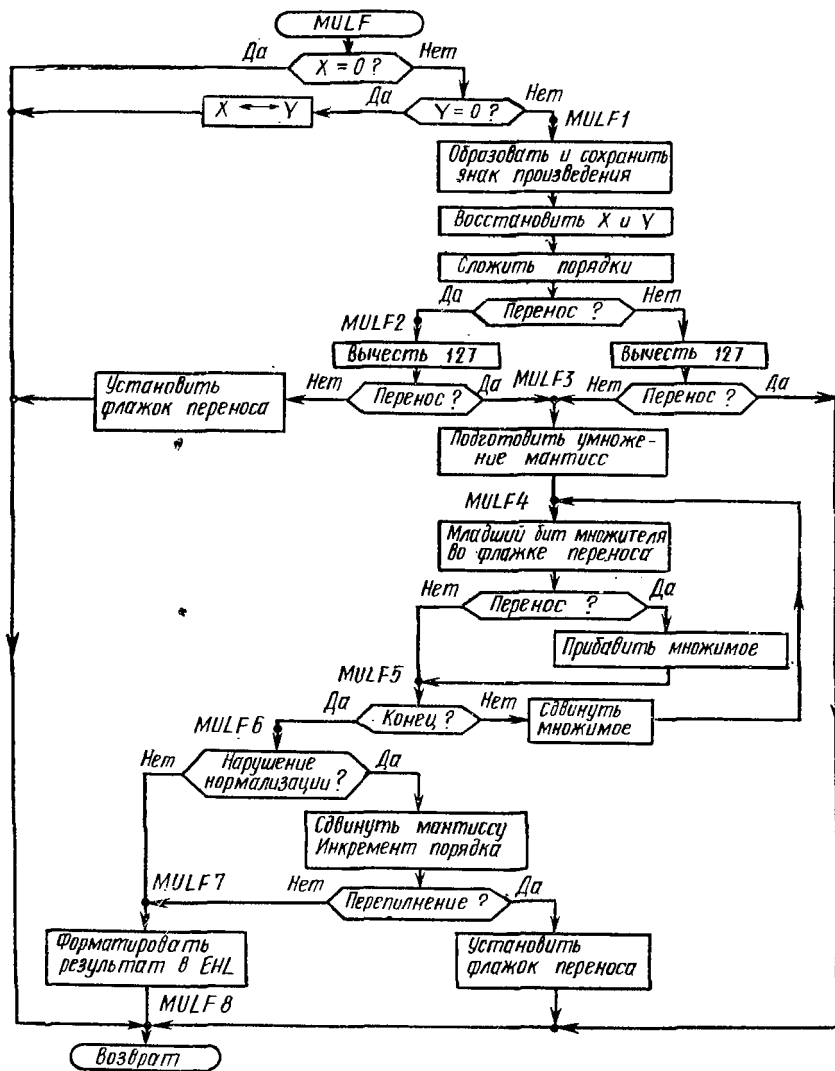 MULF
Да
Нет
X = 0 ?
X ⟷ Y
Да
Y = 0 ?
Нет
MULF1
Образовать и сохранить
знак произведения
Восстановить X и Y
Сложить порядки
Да
Перенос ?
Нет
MULF2
Вычесть 127
Вычесть 127
Установить
флажок переноса
Нет
Перенос ?
Да
MULF3
Нет
Перенос ?
Да
Подготовить умноже-
ние мантисс
MULF4
Младший бит множителя
во флажке переноса
Нет
Перенос ?
Да
Прибавить множимое
MULF5
Да
Конец ?
Нет
Сдвинуть
множимое
MULF6
Нет
Нарушение
нормализации ?
Да
Сдвинуть мантиссу
Инкремент порядка
MULF7
Нет
Переполнение ?
Да
Форматировать
результат в EHL
Установить
флажок переноса
MULF8
Возврат